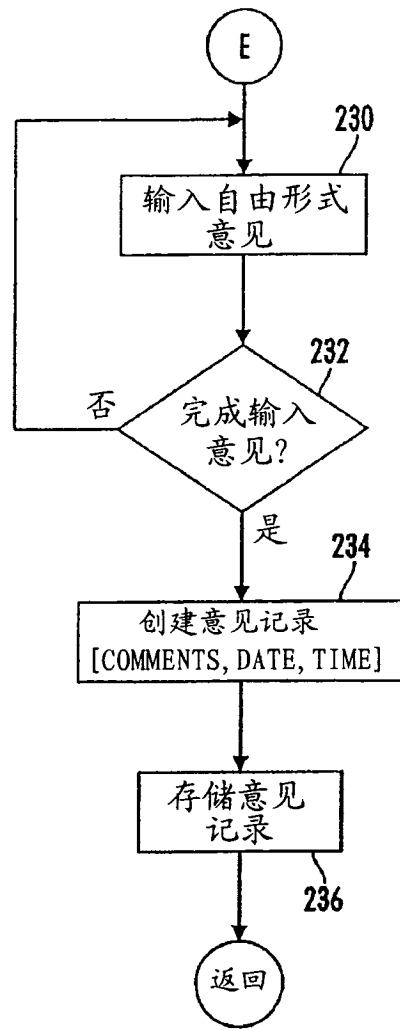 E
230
输入自由形式
意见
232
否
完成输入
意见?
是
234
创建意见记录
[COMMENTS, DATE, TIME]
存储意见
记录
236
返回